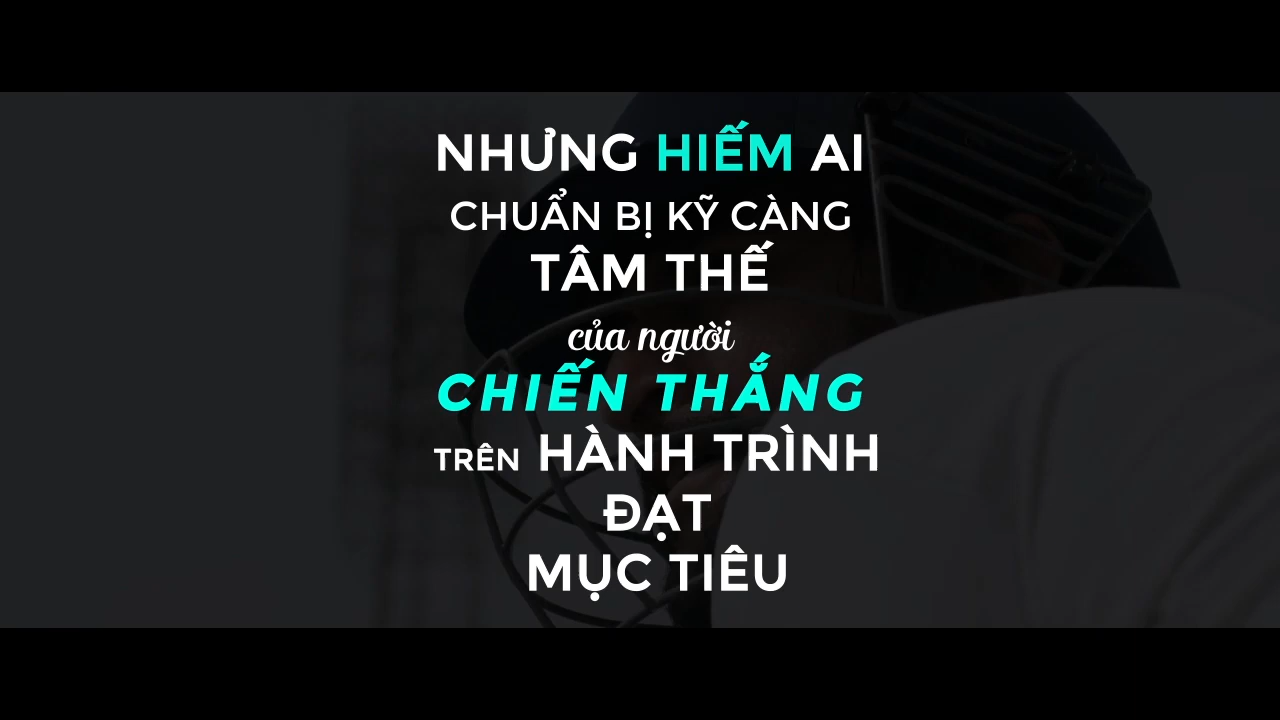 NHƯNG HIẾM AI
CHUẨN BỊ KỸ CÀNG
TÂM THẾ
của người
CHIẾN THẮNG
TRÊN HÀNH TRÌNH
ĐẠT
MỤC TIÊU